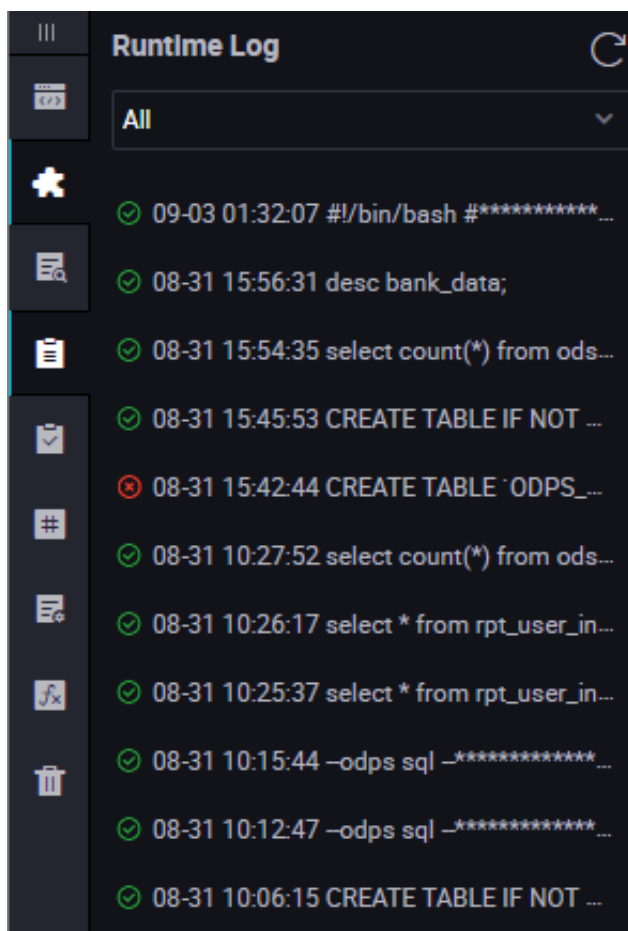 Runtime Log
All
09-03 01:32:07 #!/bin/bash #************...
08-31 15:56:31 desc bank_data;
08-31 15:54:35 select count(*) from ods...
08-31 15:45:53 CREATE TABLE IF NOT ...
08-31 15:42:44 CREATE TABLE `ODPS_...
08-31 10:27:52 select count(*) from ods...
08-31 10:26:17 select * from rpt_user_in...
08-31 10:25:37 select * from rpt_user_in...
08-31 10:15:44 --odps sql --**************...
08-31 10:12:47 --odps sql --**************...
08-31 10:06:15 CREATE TABLE IF NOT ...